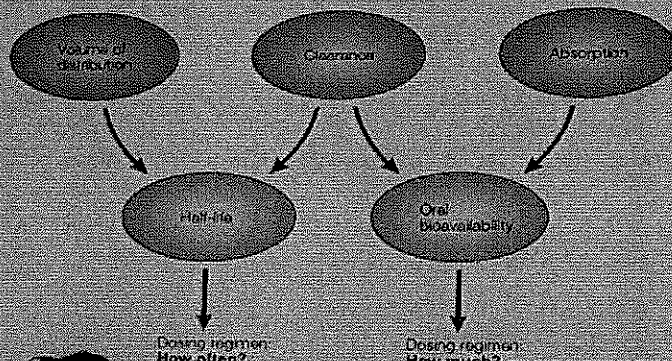 Volume of
distribution
Clearance
Absorption
Half-life
Oral
bioavailability
Dosing regimen:
How often?
Dosing regimen:
How much?